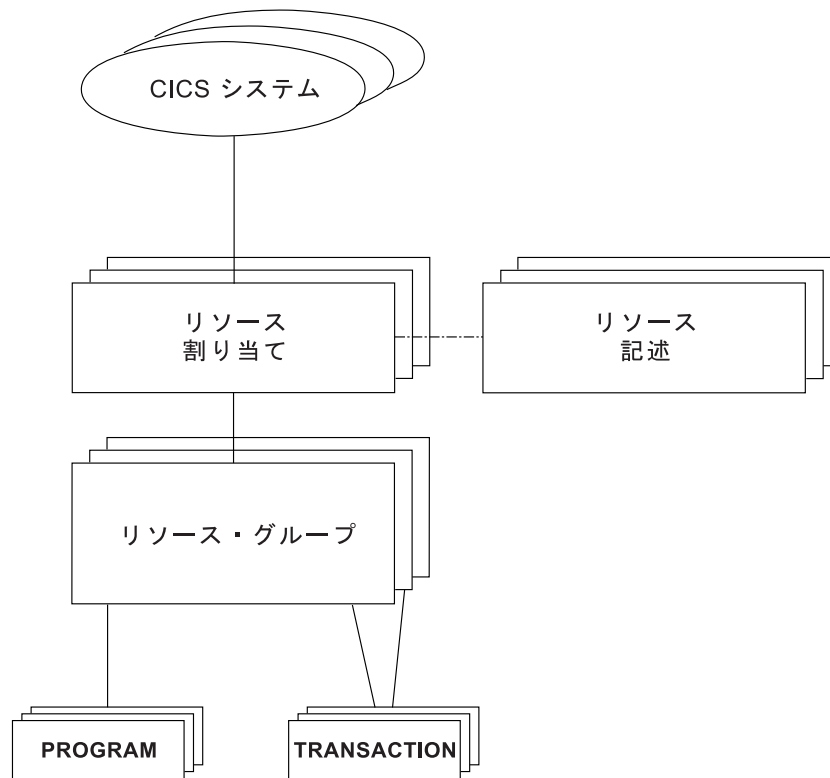 CICS システム
リソース
割り当て
リソース
記述
リソース・グループ
PROGRAM
TRANSACTION